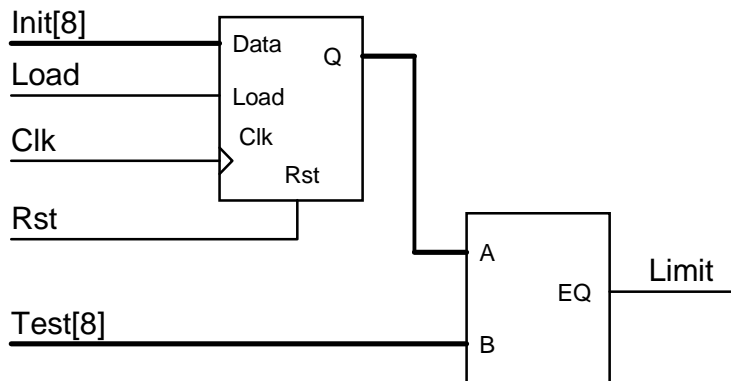 Init[8]
Data
Q
Load
Load
Clk
Clk
Rst
Rst
A
Limit
EQ
Test[8]
B